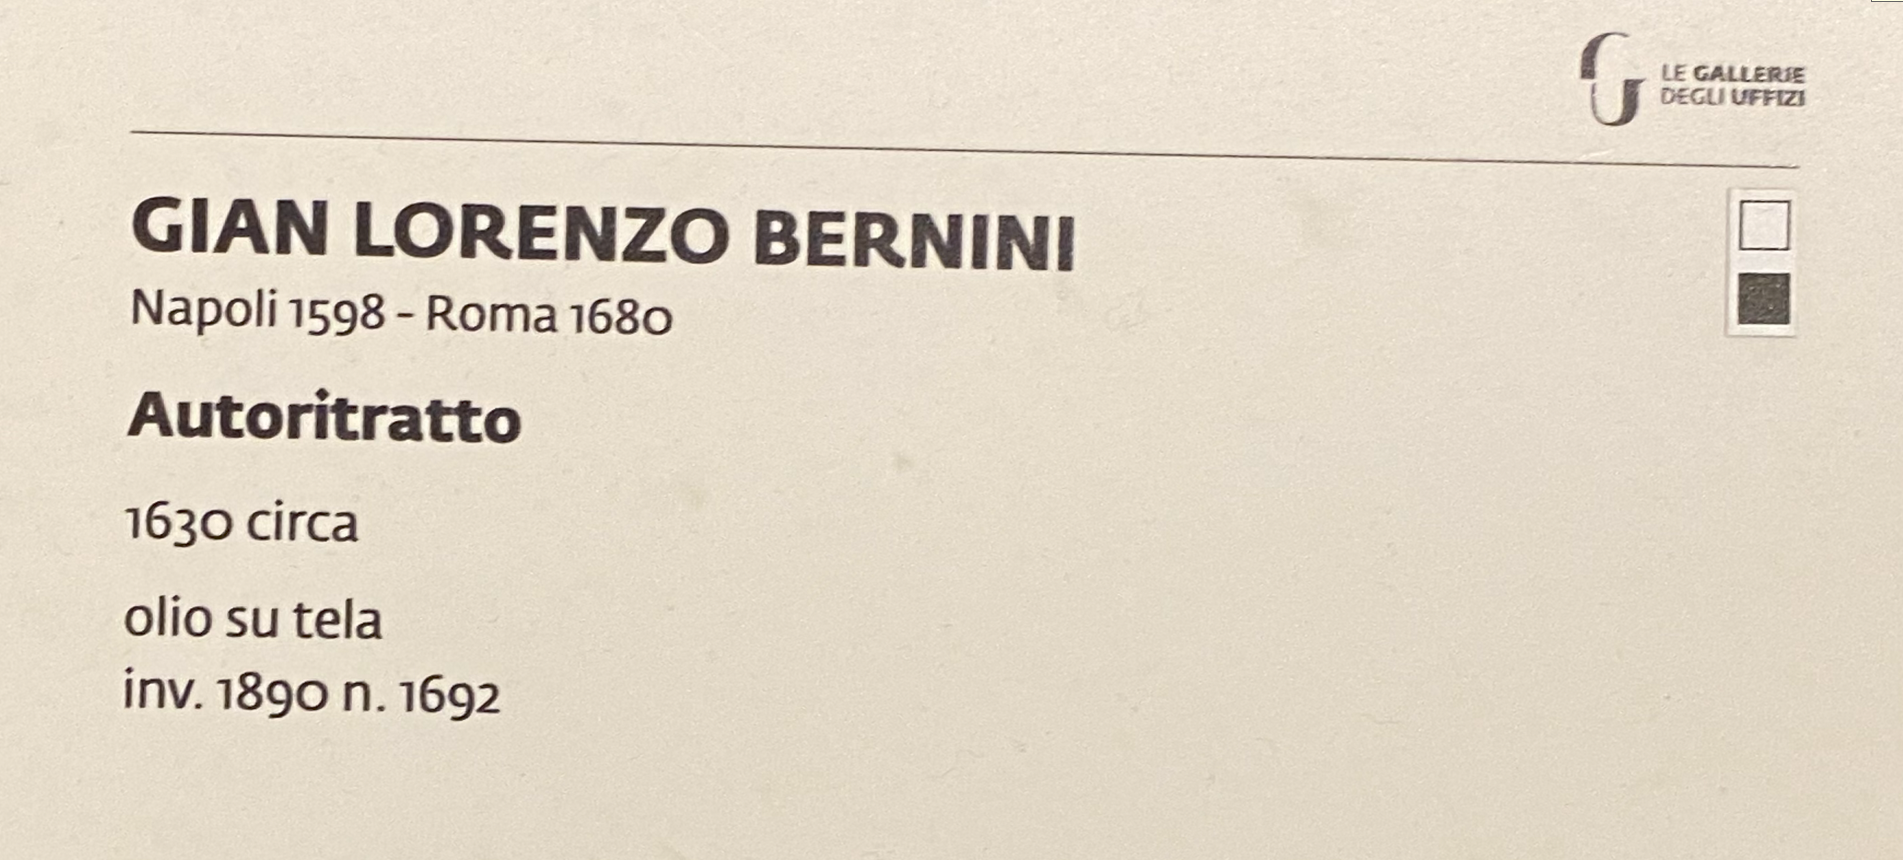 LE GALLERIE
DEGLI UFFIZI
GIAN LORENZO BERNINI
Napoli 1598 - Roma 1680
Autoritratto
1630 circa
olio su tela
inv. 1890 n. 1692